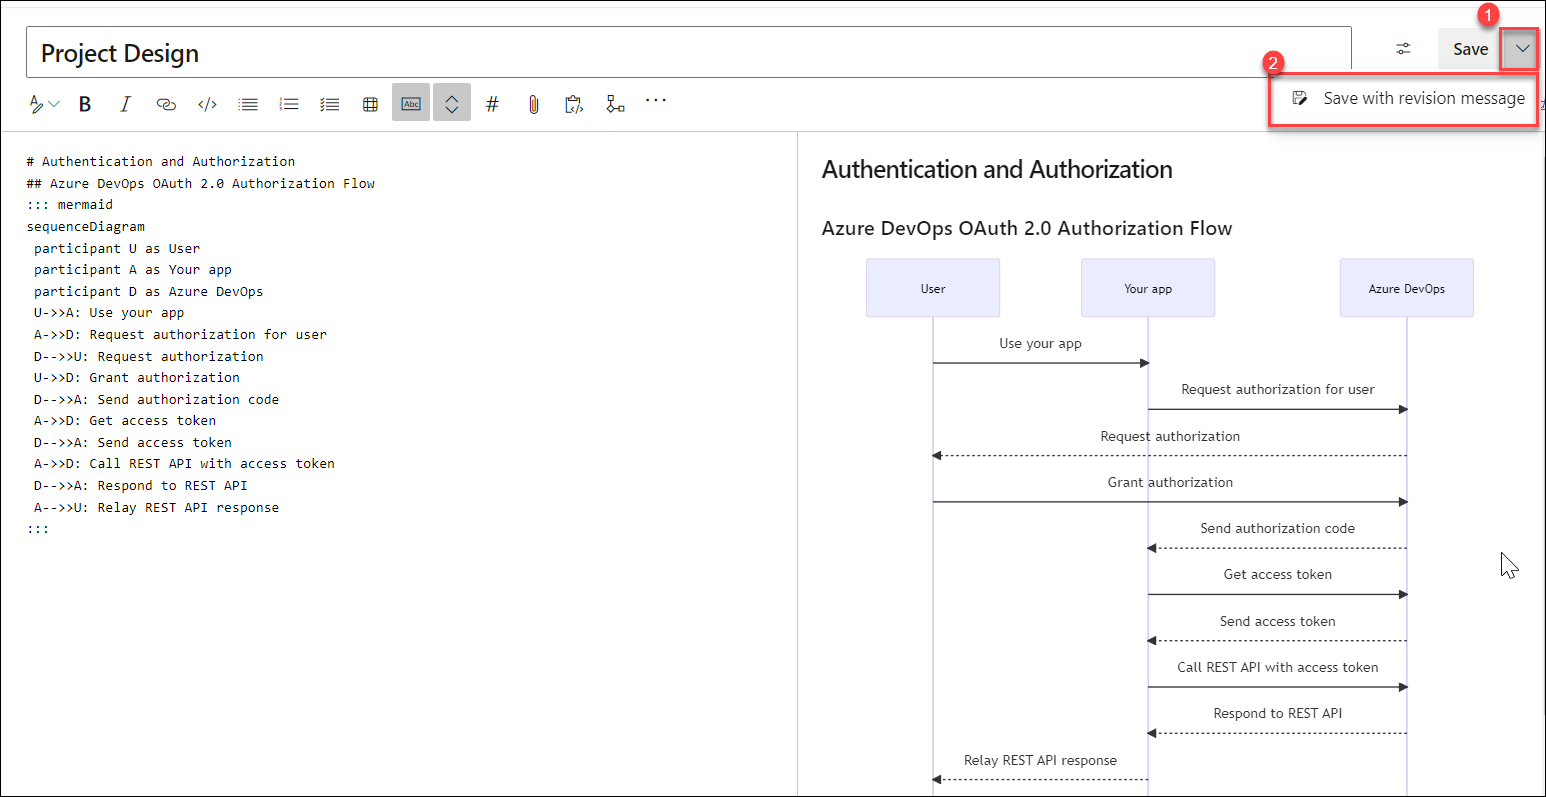 1
Project Design
Save
2
Save with revision message
B I </> Abc # ...
# Authentication and Authorization
## Azure DevOps OAuth 2.0 Authorization Flow
::: mermaid
sequenceDiagram
participant U as User
participant A as Your app
participant D as Azure DevOps
U->>A: Use your app
A->>D: Request authorization for user
D-->>U: Request authorization
U->>D: Grant authorization
D-->>A: Send authorization code
A->>D: Get access token
D-->>A: Send access token
A->>D: Call REST API with access token
D-->>A: Respond to REST API
A-->>U: Relay REST API response
:::
Authentication and Authorization
Azure DevOps OAuth 2.0 Authorization Flow
User Your app Azure DevOps
Use your app
Request authorization for user
Request authorization
Grant authorization
Send authorization code
Get access token
Send access token
Call REST API with access token
Respond to REST API
Relay REST API response